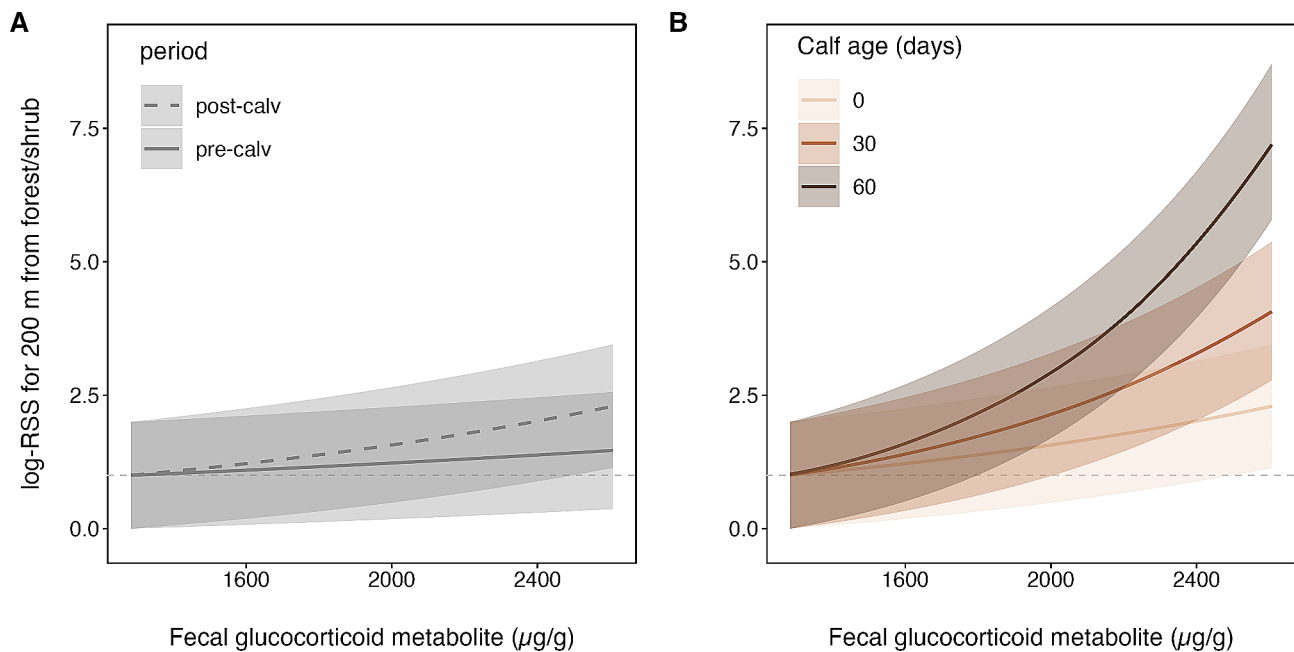 A
B
period
post-calv
pre-calv
Calf age (days)
0
30
60
log-RSS for 200 m from forest/shrub
7.5
5.0
2.5
0.0
1600
2000
2400
Fecal glucocorticoid metabolite (µg/g)
7.5
5.0
2.5
0.0
1600
2000
2400
Fecal glucocorticoid metabolite (µg/g)